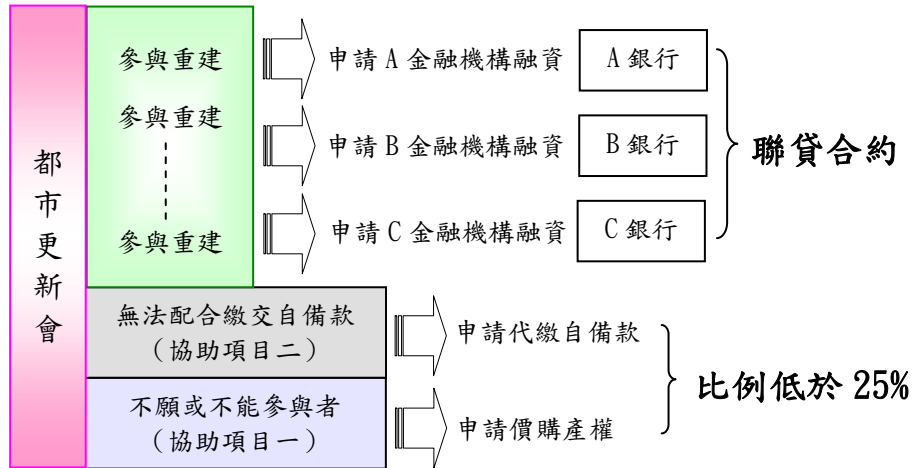 都市更新會
參與重建
申請A金融機構融資
A銀行
參與重建
申請B金融機構融資
B銀行
聯貸合約
參與重建
申請C金融機構融資
C銀行
無法配合繳交自備款
（協助項目二）
申請代繳自備款
比例低於 25%
不願或不能參與者
（協助項目一）
申請價購產權